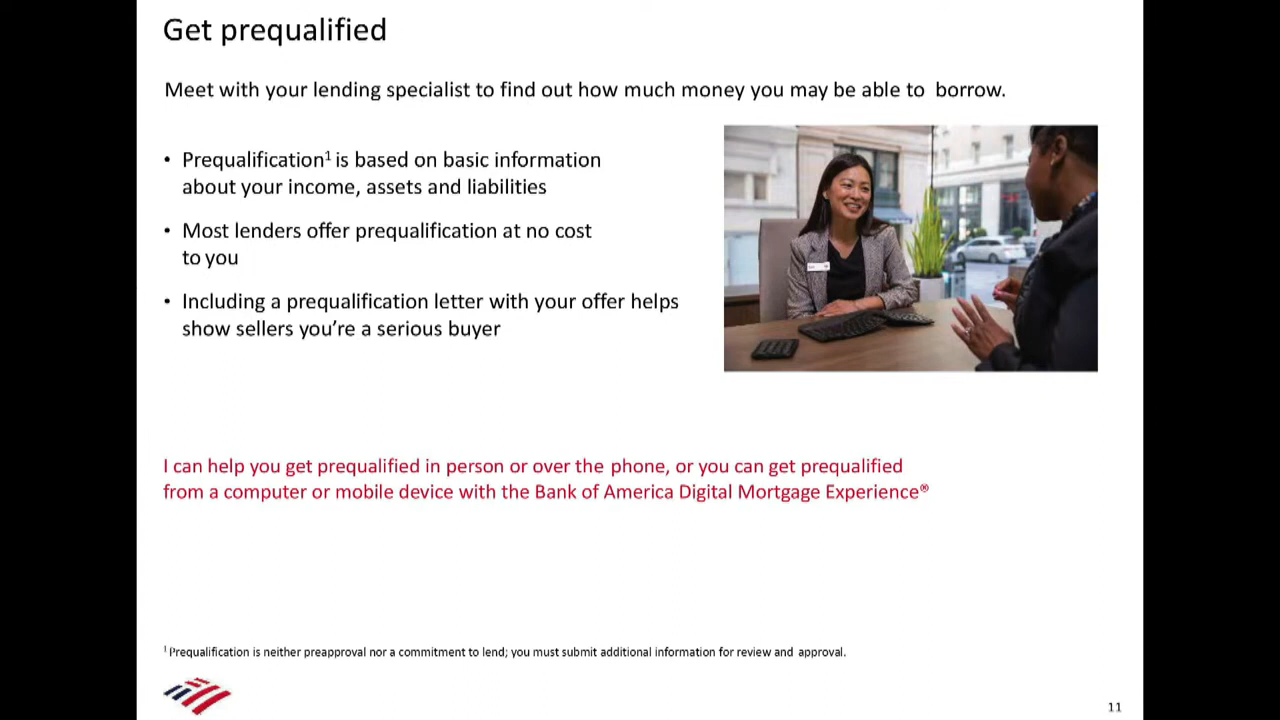 Get prequalified
Meet with your lending specialist to find out how much money you may be able to borrow.
• Prequalification¹ is based on basic information
about your income, assets and liabilities
• Most lenders offer prequalification at no cost
to you
• Including a prequalification letter with your offer helps
show sellers you’re a serious buyer
I can help you get prequalified in person or over the phone, or you can get prequalified
from a computer or mobile device with the Bank of America Digital Mortgage Experience®
¹ Prequalification is neither preapproval nor a commitment to lend; you must submit additional information for review and approval.
11